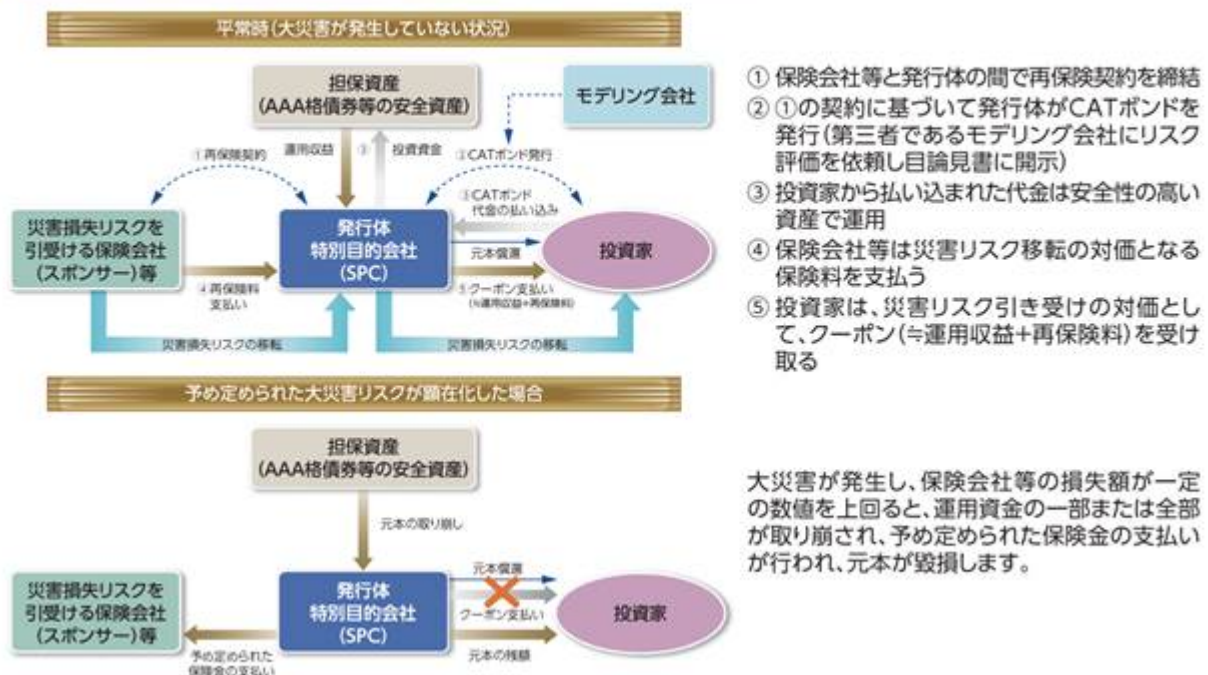 平常時(大災害が発生していない状況)
担保資産
(AAA格債券等の安全資産)
モデリング会社
①再保険契約
運用収益
③
投資資金
②CATボンド発行
③CATボンド
代金の払い込み
災害損失リスクを
引受ける保険会社
(スポンサー)等
発行体
特別目的会社
(SPC)
投資家
元本償還
④再保険料
支払い
⑤クーポン支払い
(≒運用収益+再保険料)
災害損失リスクの移転
災害損失リスクの移転
①保険会社等と発行体の間で再保険契約を締結
②①の契約に基づいて発行体がCATボンドを
発行(第三者であるモデリング会社にリスク
評価を依頼し目論見書に開示)
③投資家から払い込まれた代金は安全性の高い
資産で運用
④保険会社等は災害リスク移転の対価となる
保険料を支払う
⑤投資家は、災害リスク引き受けの対価とし
て、クーポン(≒運用収益+再保険料)を受け
取る
予め定められた大災害リスクが顕在化した場合
担保資産
(AAA格債券等の安全資産)
元本の取り崩し
災害損失リスクを
引受ける保険会社
(スポンサー)等
発行体
特別目的会社
(SPC)
元本償還
クーポン支払い
投資家
予め定められた
保険金の支払い
元本の残額
大災害が発生し、保険会社等の損失額が一定
の数値を上回ると、運用資金の一部または全部
が取り崩され、予め定められた保険金の支払い
が行われ、元本が毀損します。